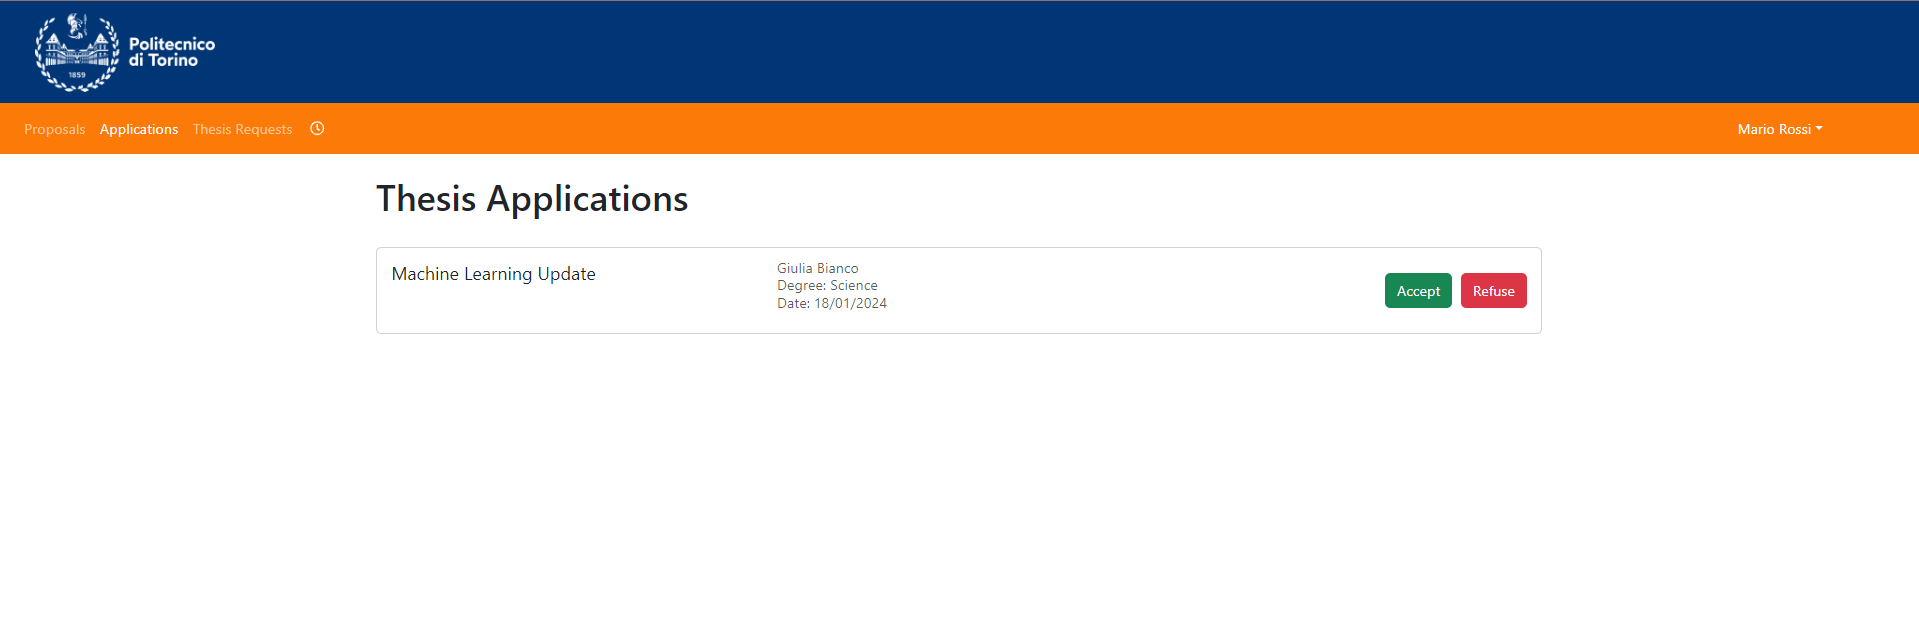 Politecnico
di Torino
1859
Proposals Applications Thesis Requests Mario Rossi
Thesis Applications
Machine Learning Update
Giulia Bianco
Degree: Science
Date: 18/01/2024
Accept Refuse